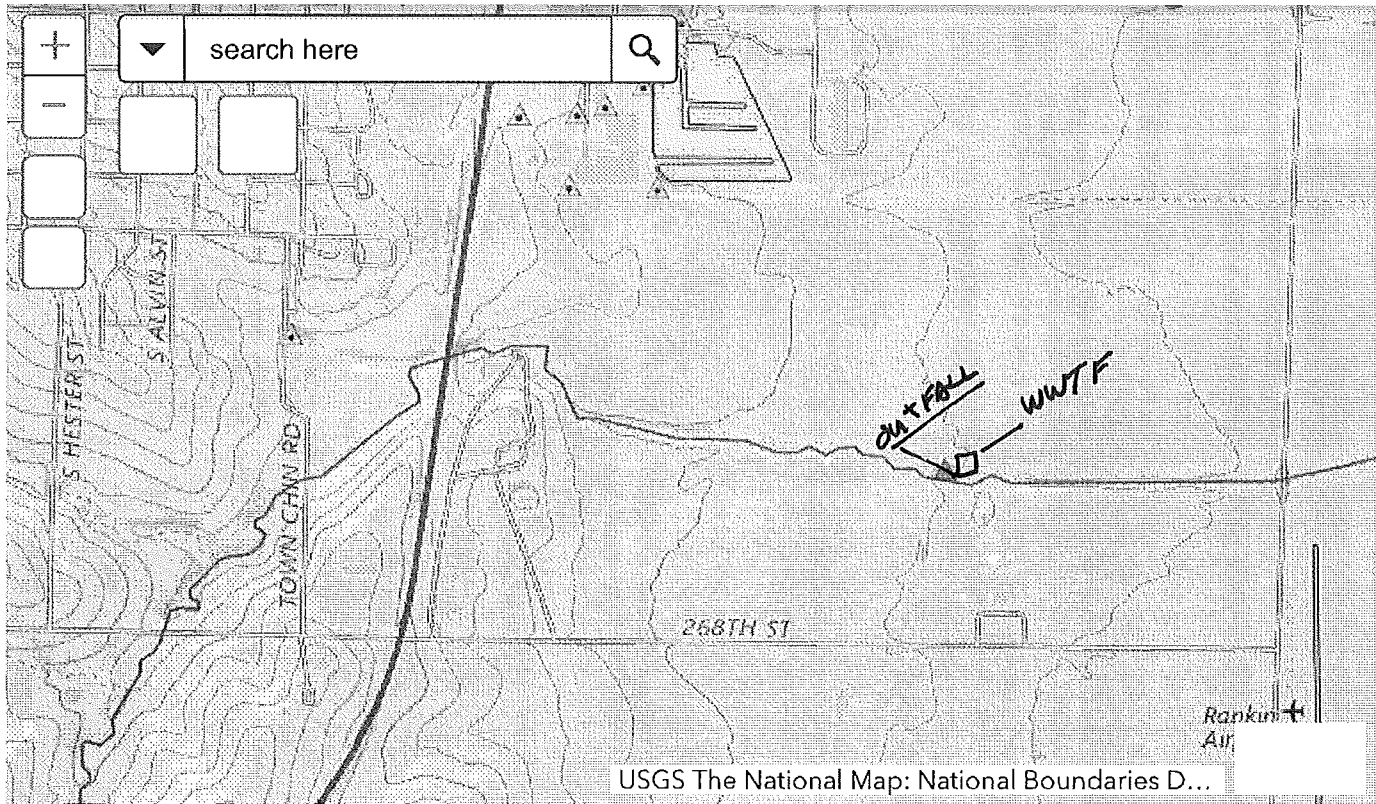 +
search here
-
S ALVIN ST
S HESTER ST
TOWN CHN RD
OUTFALL
WWTF
268TH ST
Rankin
Air
USGS The National Map: National Boundaries D...